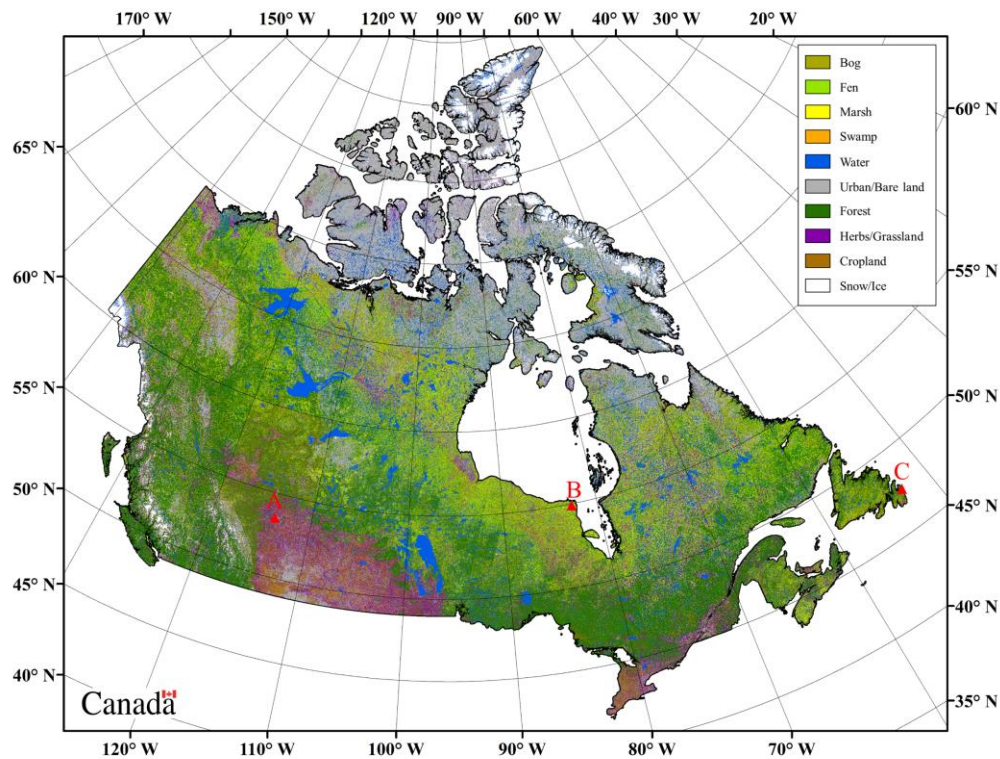 170° W 150° W 120° W 90° W 60° W 40° W 30° W 20° W
65° N
60° N
55° N
50° N
45° N
40° N
Bog
Fen
Marsh
Swamp
Water
Urban/Bare land
Forest
Herbs/Grassland
Cropland
Snow/Ice
60° N
55° N
50° N
45° N
40° N
35° N
A
B
C
Canada
120° W 110° W 100° W 90° W 80° W 70° W